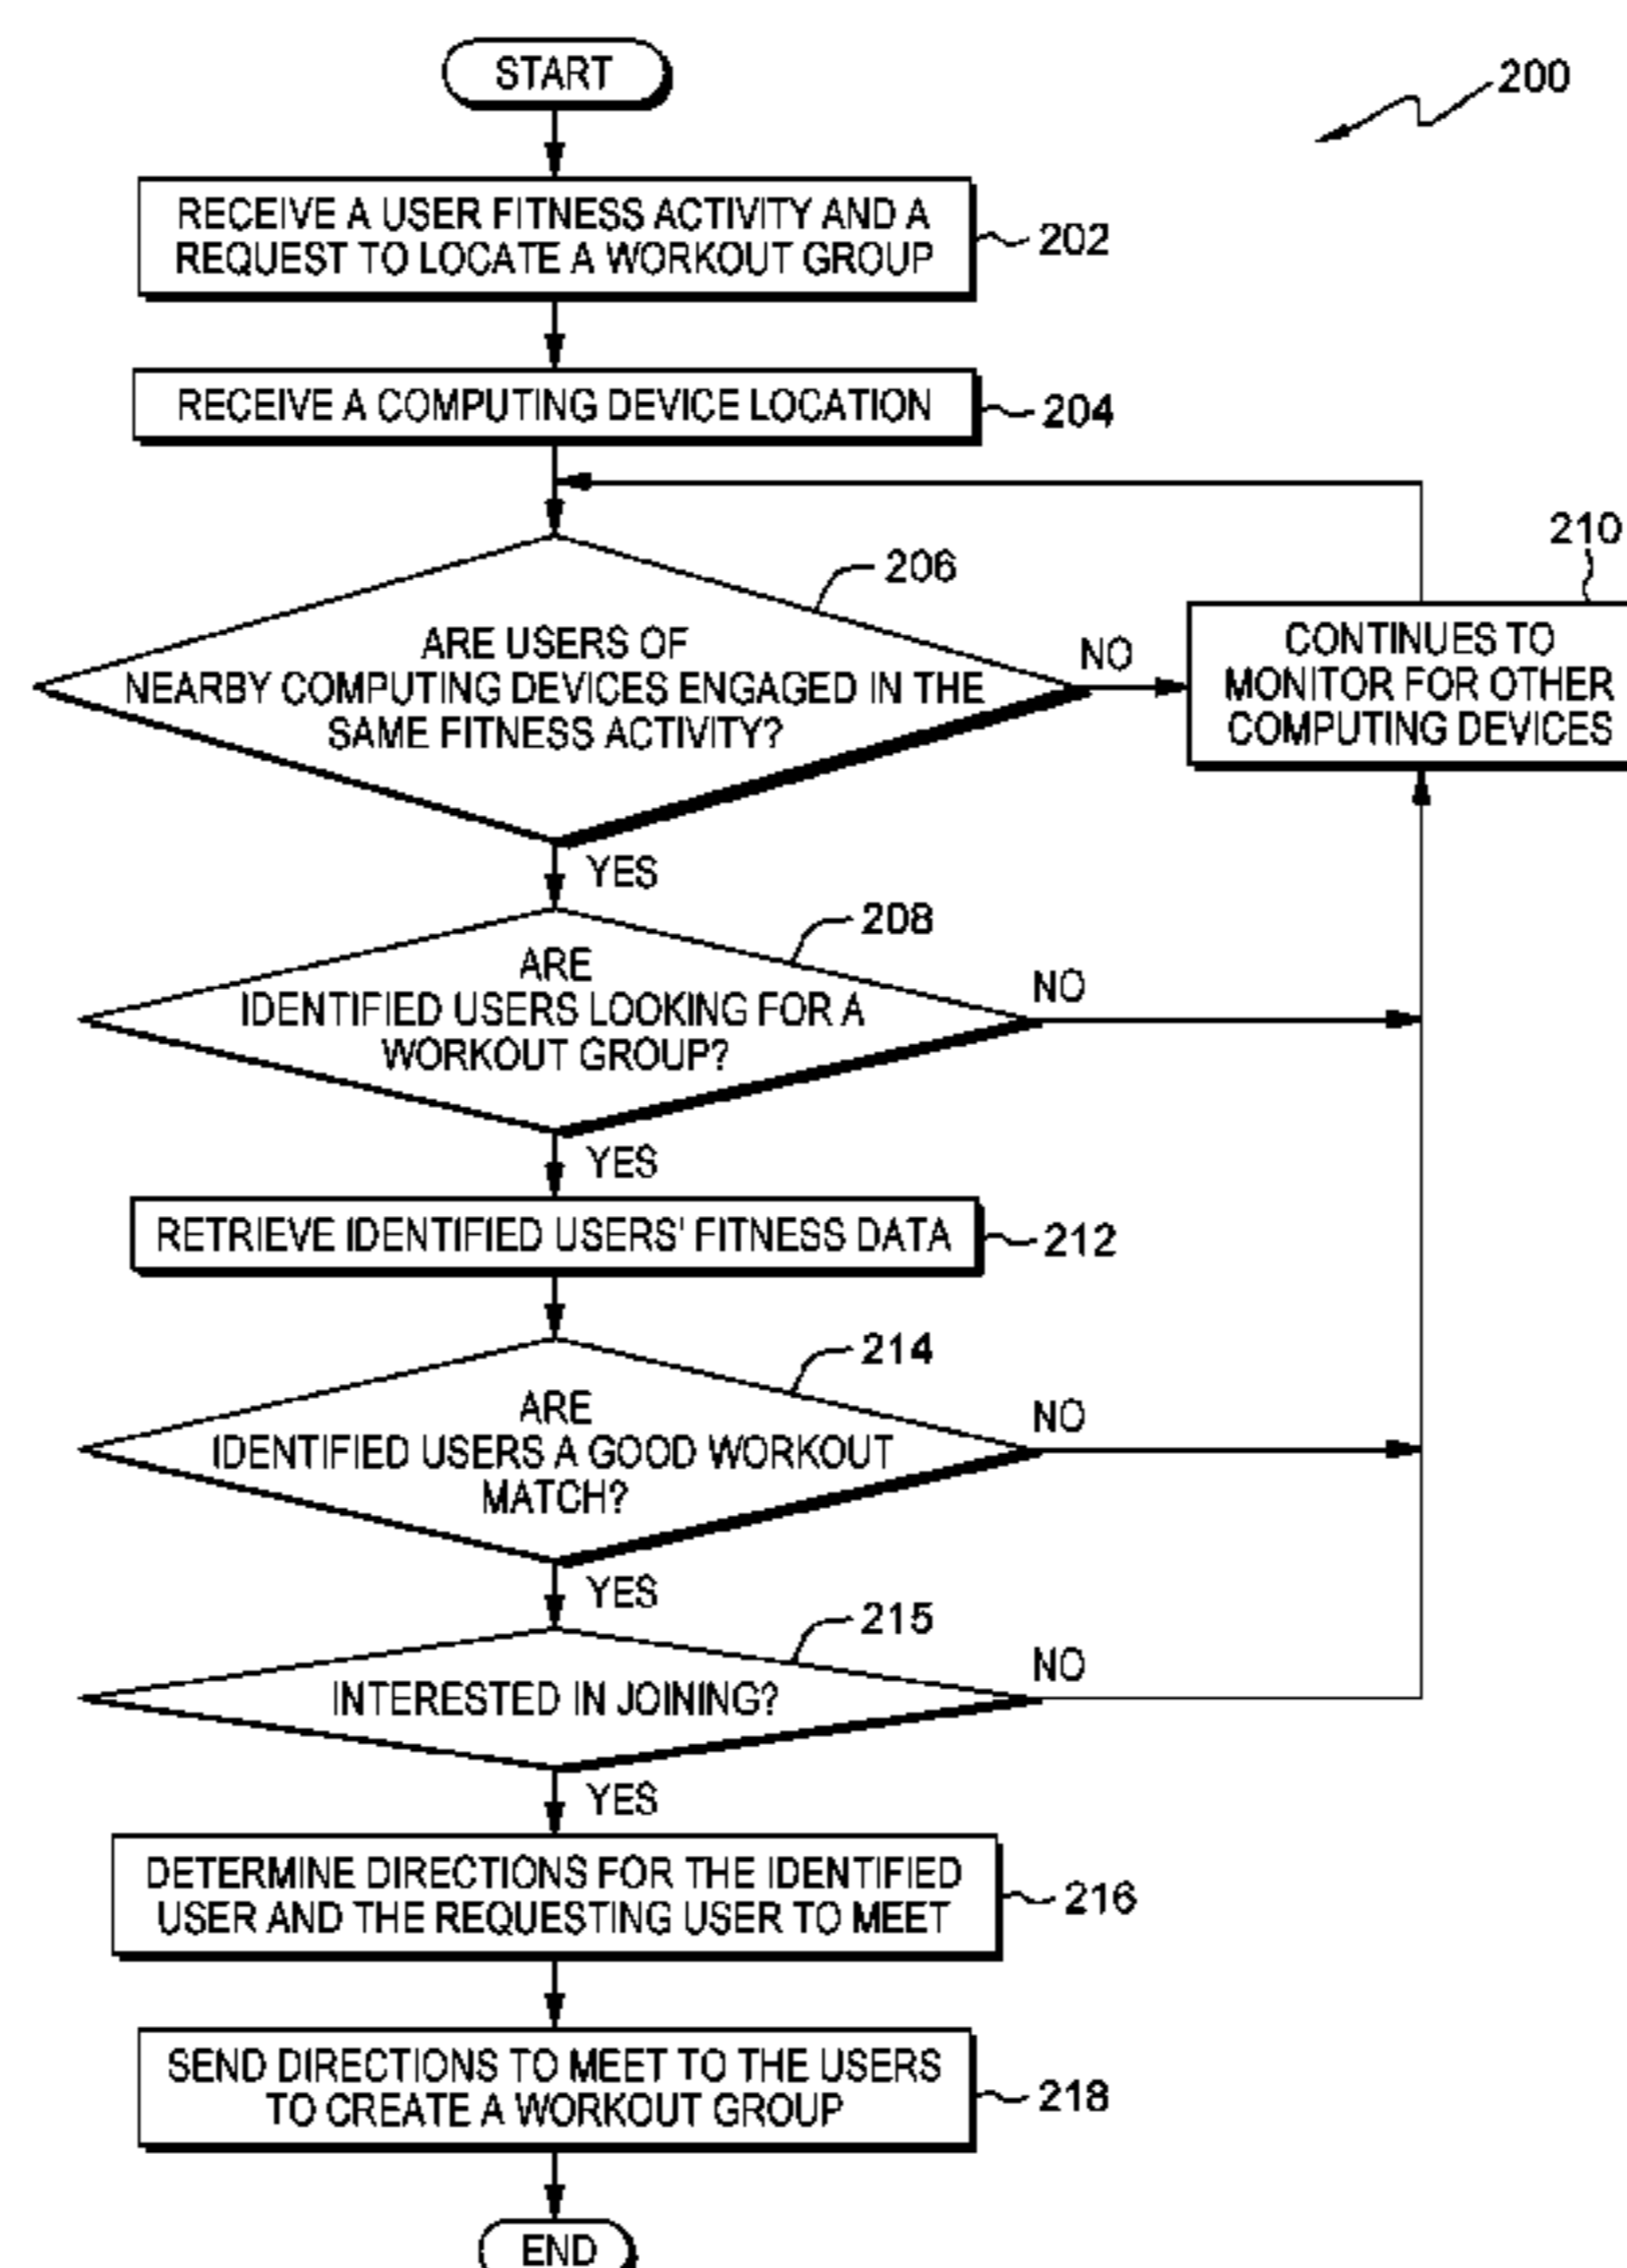 START
200
RECEIVE A USER FITNESS ACTIVITY AND A
REQUEST TO LOCATE A WORKOUT GROUP
202
RECEIVE A COMPUTING DEVICE LOCATION
204
206
ARE USERS OF
NEARBY COMPUTING DEVICES ENGAGED IN THE
SAME FITNESS ACTIVITY?
NO
210
CONTINUES TO
MONITOR FOR OTHER
COMPUTING DEVICES
YES
208
ARE
IDENTIFIED USERS LOOKING FOR A
WORKOUT GROUP?
NO
YES
RETRIEVE IDENTIFIED USERS' FITNESS DATA
212
214
ARE
IDENTIFIED USERS A GOOD WORKOUT
MATCH?
NO
YES
215
INTERESTED IN JOINING?
NO
YES
DETERMINE DIRECTIONS FOR THE IDENTIFIED
USER AND THE REQUESTING USER TO MEET
216
SEND DIRECTIONS TO MEET TO THE USERS
TO CREATE A WORKOUT GROUP
218
END